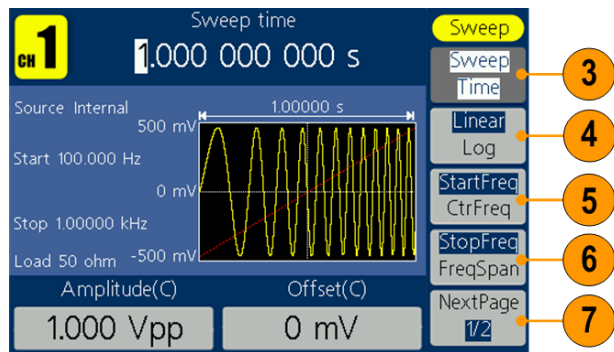 CH 1
Sweep time
1.000 000 000 s
Source Internal
Start 100.000 Hz
Stop 1.00000 kHz
Load 50 ohm
1.00000 s
500 mV
0 mV
-500 mV
Amplitude(C)
1.000 Vpp
Offset(C)
0 mV
Sweep
Sweep
Time
3
Linear
Log
4
StartFreq
CtrFreq
5
StopFreq
FreqSpan
6
NextPage
1/2
7